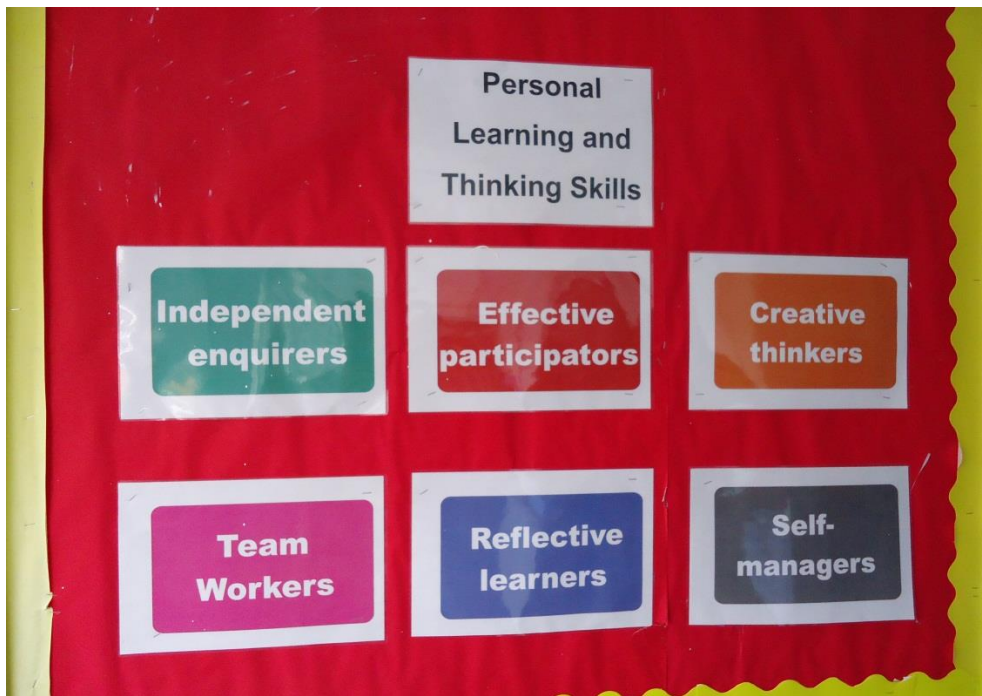 Personal
Learning and
Thinking Skills
Independent
enquirers
Effective
participators
Creative
thinkers
Team
Workers
Reflective
learners
Self-
managers